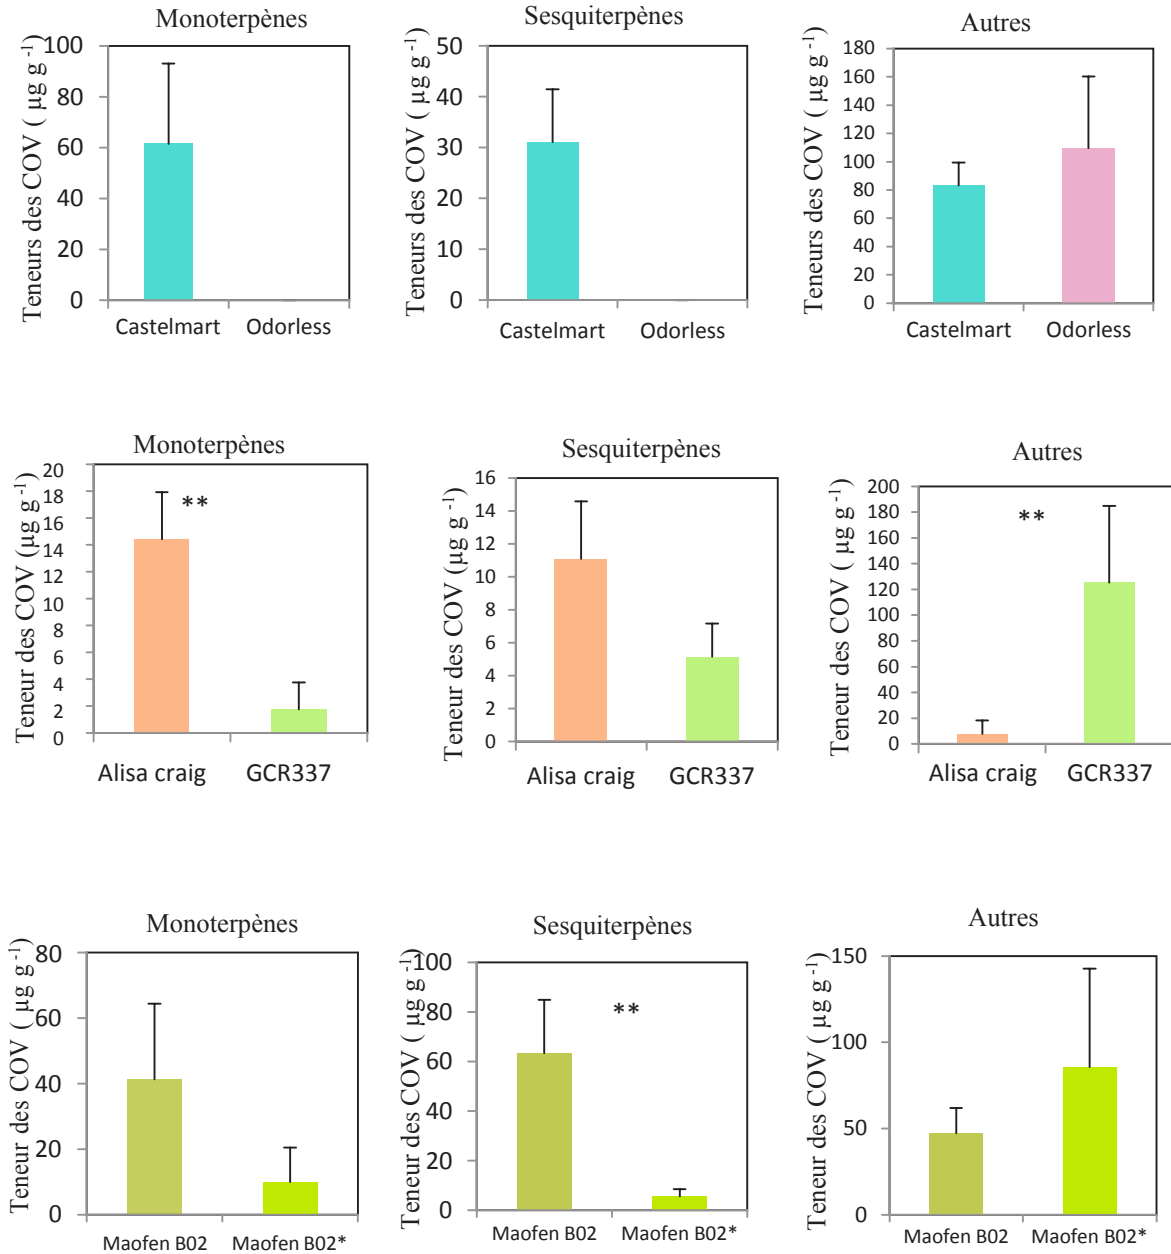 Monoterpènes
Teneurs des COV ( µg g -1)
100
80
60
40
20
0
Castelmart Odorless
Sesquiterpènes
Teneurs des COV ( µg g -1)
50
40
30
20
10
0
Castelmart Odorless
Autres
Teneurs des COV ( µg g -1)
180
160
140
120
100
80
60
40
20
0
Castelmart Odorless
Monoterpènes
Teneur des COV (µg g -1)
20
18
16
14
12
10
8
6
4
2
0
**
Alisa craig GCR337
Sesquiterpènes
Teneur des COV (µg g -1)
16
14
12
10
8
6
4
2
0
Alisa craig GCR337
Autres
Teneur des COV ( µg g -1)
200
180
160
140
120
100
80
60
40
20
0
**
Alisa craig GCR337
Monoterpènes
Teneur des COV ( µg g -1)
80
60
40
20
0
Maofen B02 Maofen B02*
Sesquiterpènes
Teneur des COV ( µg g -1)
100
80
60
40
20
0
**
Maofen B02 Maofen B02*
Autres
Teneur des COV ( µg g -1)
150
100
50
0
Maofen B02 Maofen B02*